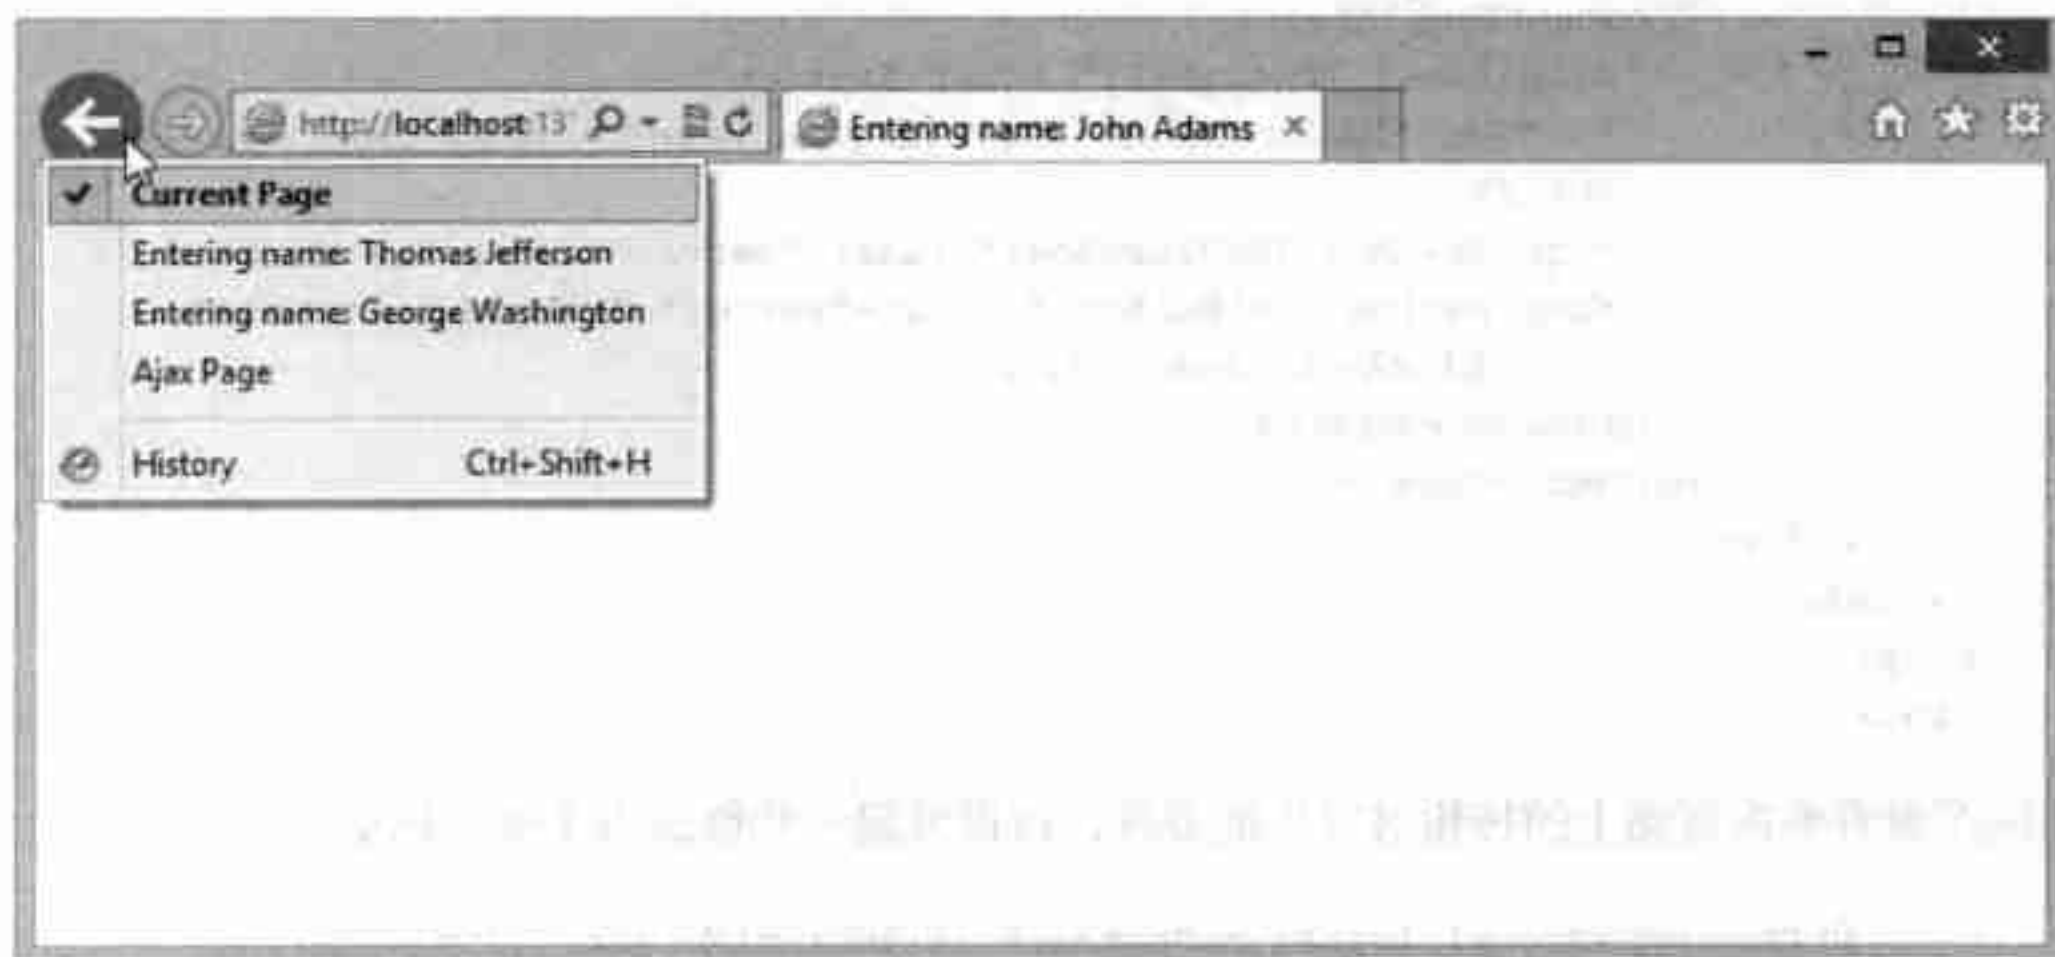 http://localhost:13
Entering name: John Adams
Current Page
Entering name: Thomas Jefferson
Entering name: George Washington
Ajax Page
History Ctrl+Shift+H